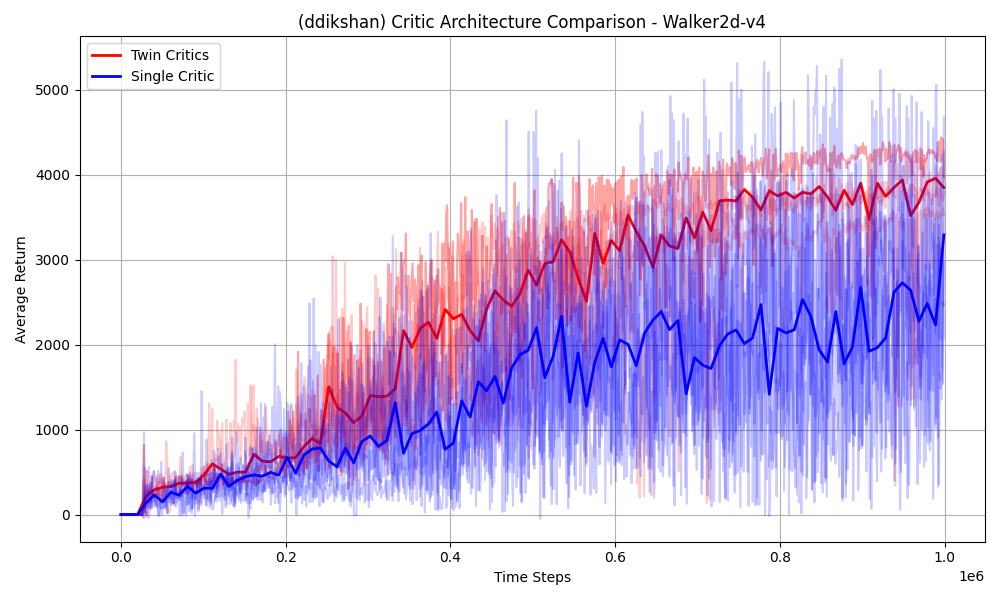 (ddikshan) Critic Architecture Comparison - Walker2d-v4
Twin Critics
Single Critic
Average Return
5000
4000
3000
2000
1000
0
0.0 0.2 0.4 0.6 0.8 1.0
1e6
Time Steps